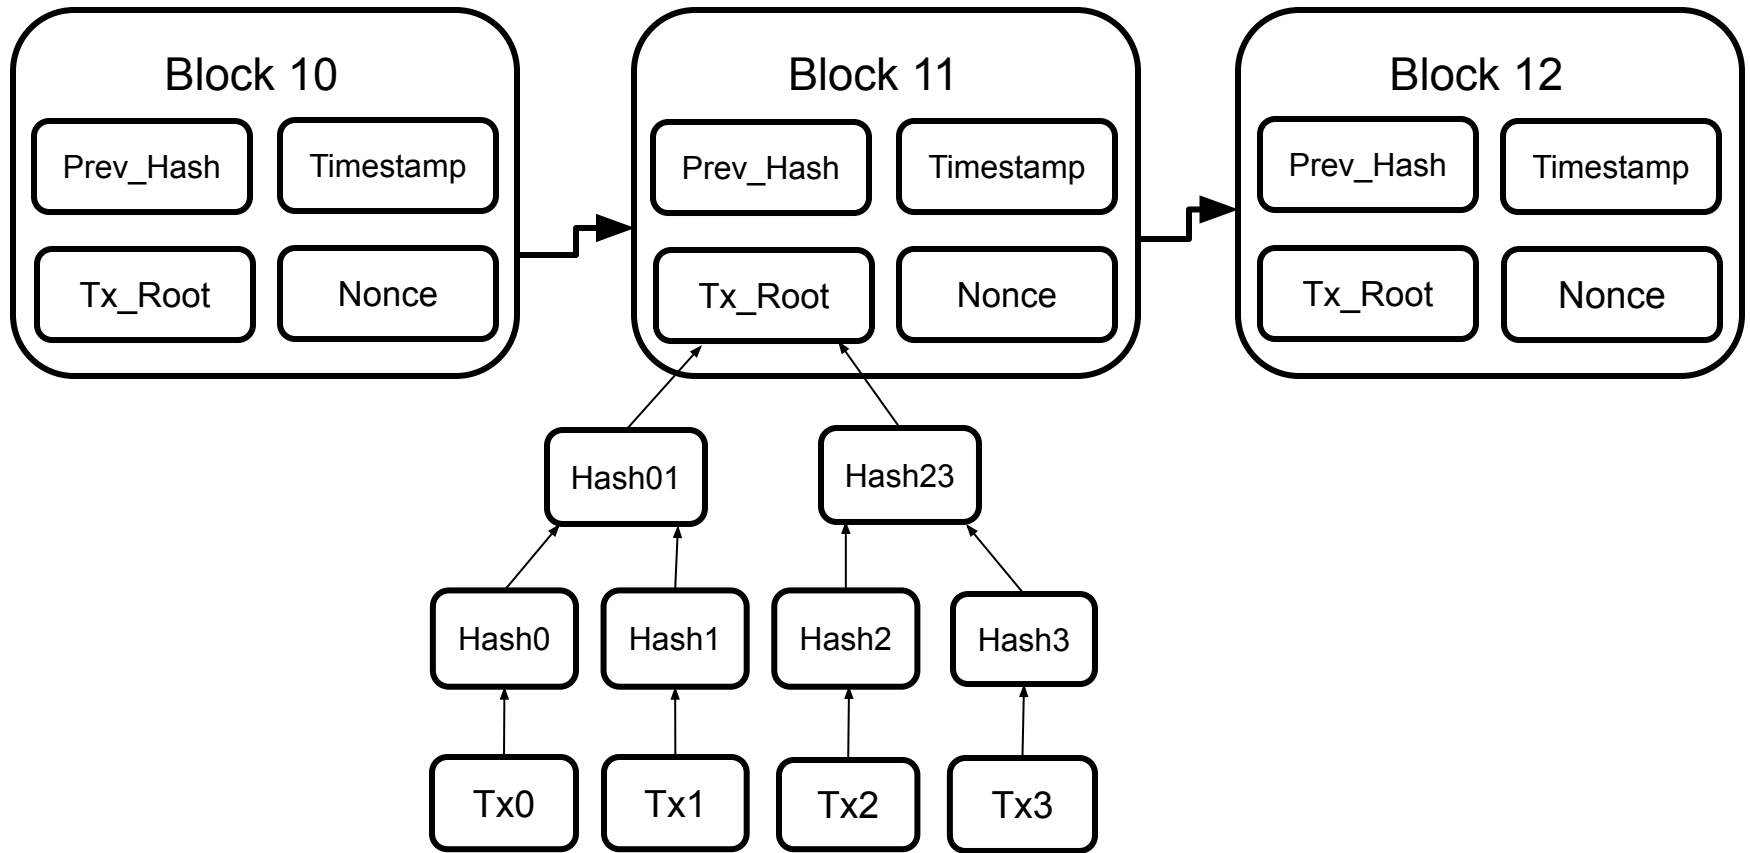 Block 10
Prev_Hash
Timestamp
Tx_Root
Nonce
Block 11
Prev_Hash
Timestamp
Tx_Root
Nonce
Block 12
Prev_Hash
Timestamp
Tx_Root
Nonce
Hash01
Hash23
Hash0
Hash1
Hash2
Hash3
Tx0
Tx1
Tx2
Tx3